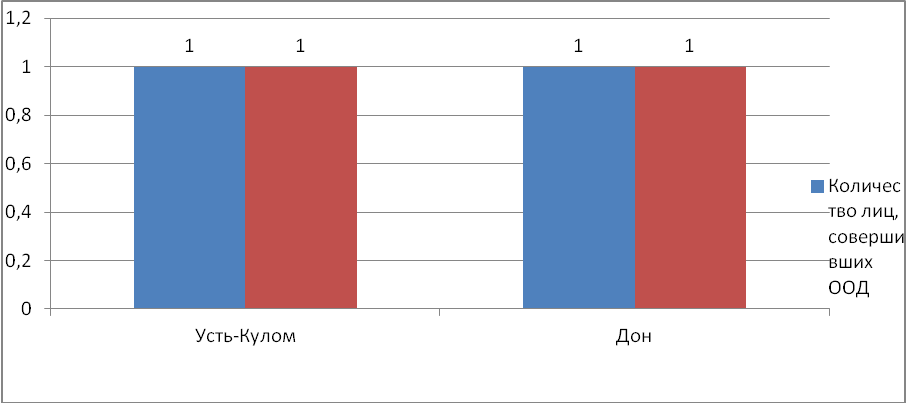 1,2
1
0,8
0,6
0,4
0,2
0
1 1 1 1
Усть-Кулом Дон
Количес
тво лиц,
соверши
вших
ООД